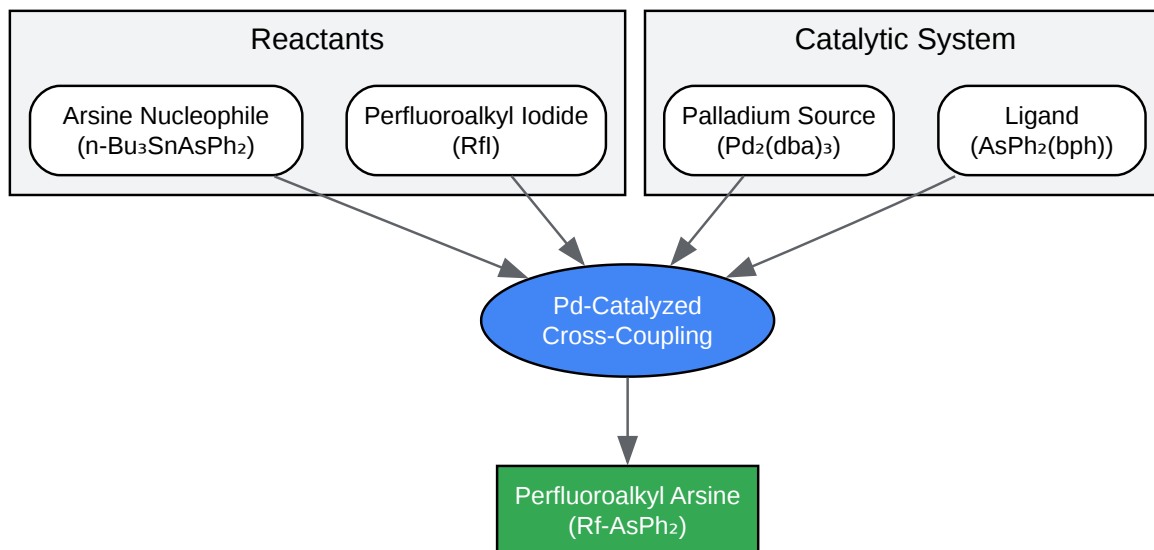 Reactants
Catalytic System
Arsine Nucleophile
(n-Bu₃SnAsPh₂)
Perfluoroalkyl Iodide
(RfI)
Palladium Source
(Pd₂(dba)₃)
Ligand
(AsPh₂(bph))
Pd-Catalyzed
Cross-Coupling
Perfluoroalkyl Arsine
(Rf-AsPh₂)